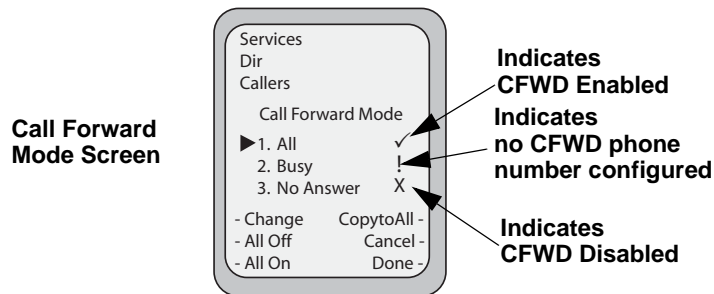 Call Forward
Mode Screen
Services
Dir
Callers
Call Forward Mode
1. All ✓
2. Busy !
3. No Answer X
- Change CopytoAll -
- All Off Cancel -
- All On Done -
Indicates
CFWD Enabled
Indicates
no CFWD phone
number configured
Indicates
CFWD Disabled